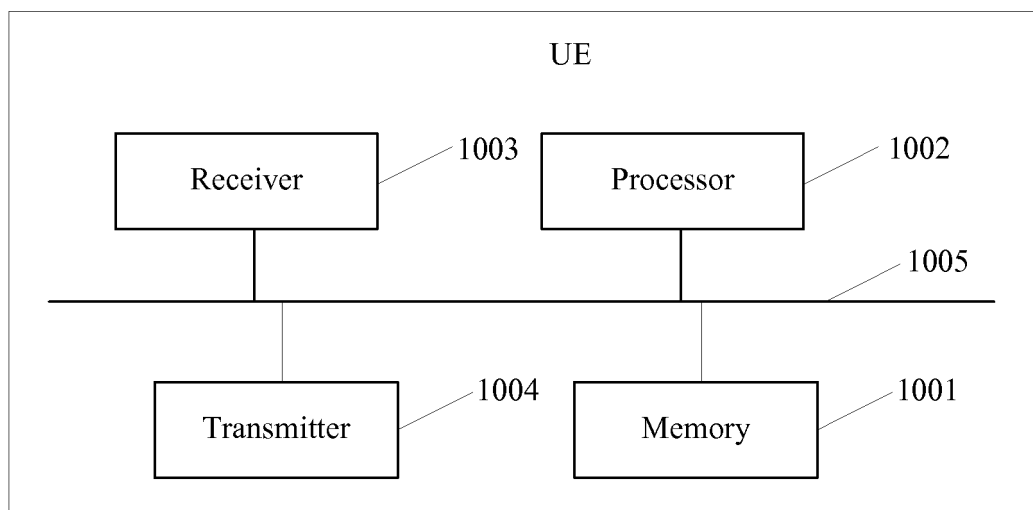 UE
Receiver
1003
Processor
1002
1005
Transmitter
1004
Memory
1001